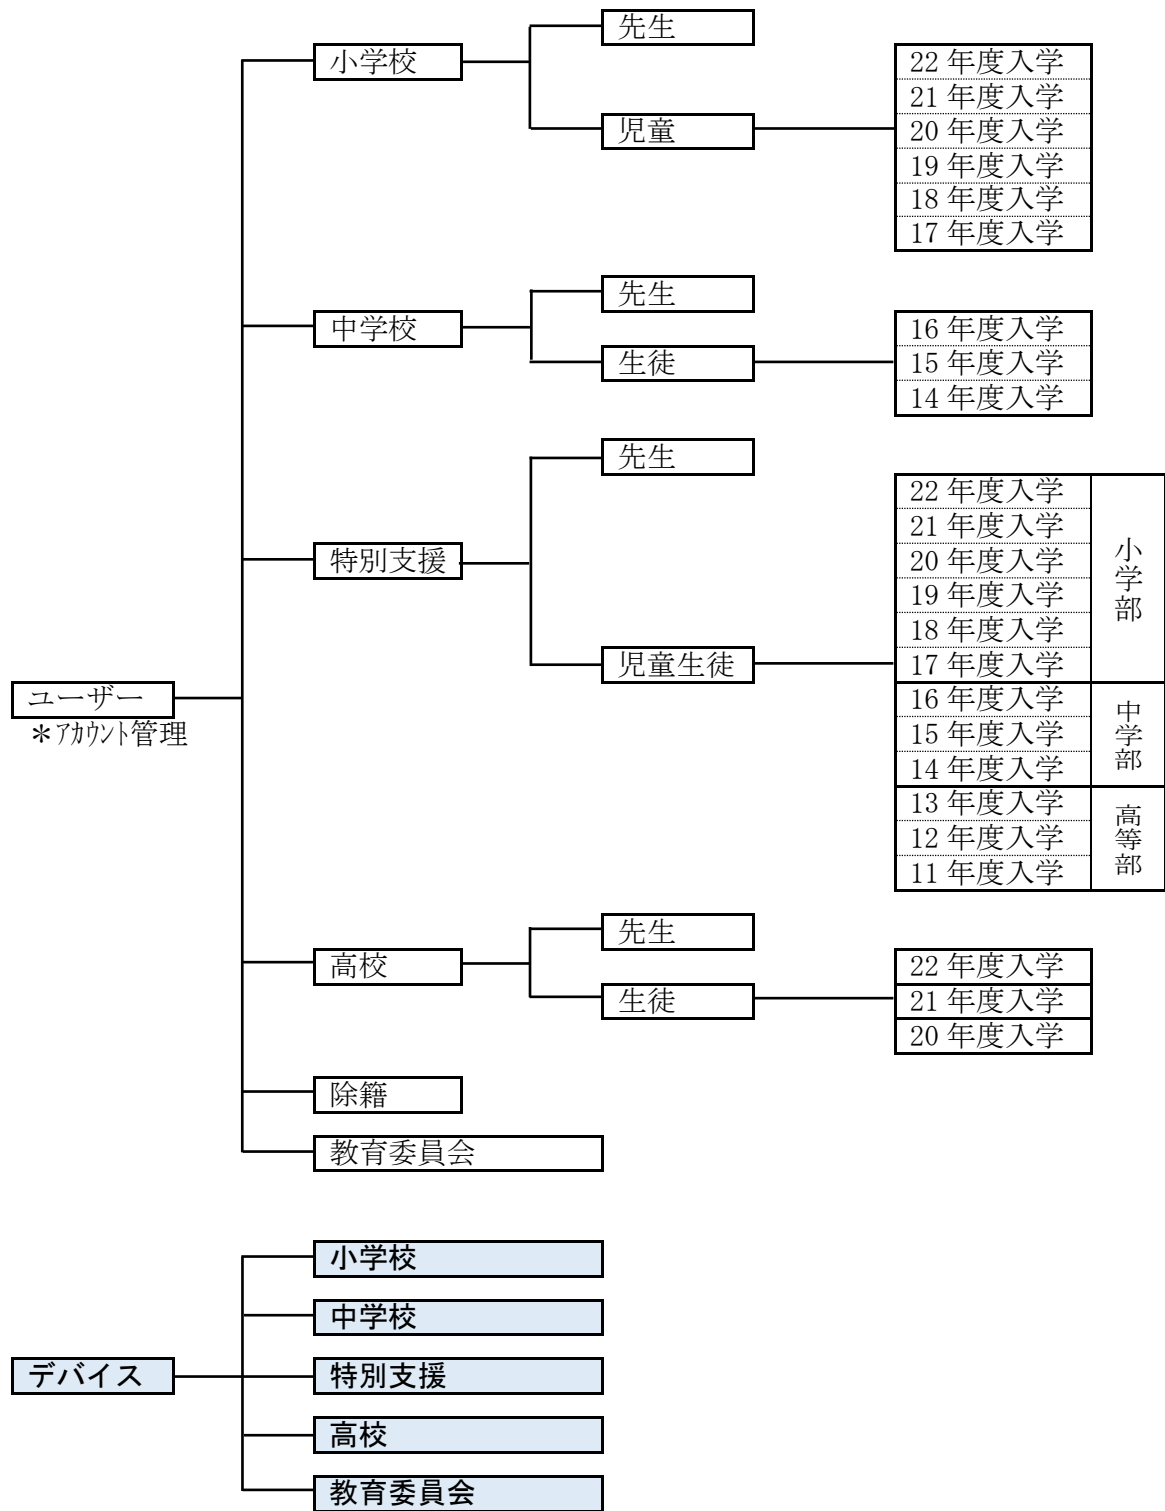 先生
小学校
22 年度入学
21 年度入学
児童
20 年度入学
19 年度入学
18 年度入学
17 年度入学
先生
中学校
16 年度入学
生徒
15 年度入学
14 年度入学
先生
22 年度入学
21 年度入学
特別支援
20 年度入学
小学部
19 年度入学
18 年度入学
児童生徒
17 年度入学
ユーザー
＊ｱｶｳﾝﾄ管理
16 年度入学
15 年度入学
中学部
14 年度入学
13 年度入学
12 年度入学
高等部
11 年度入学
先生
高校
22 年度入学
生徒
21 年度入学
20 年度入学
除籍
教育委員会
小学校
中学校
デバイス
特別支援
高校
教育委員会